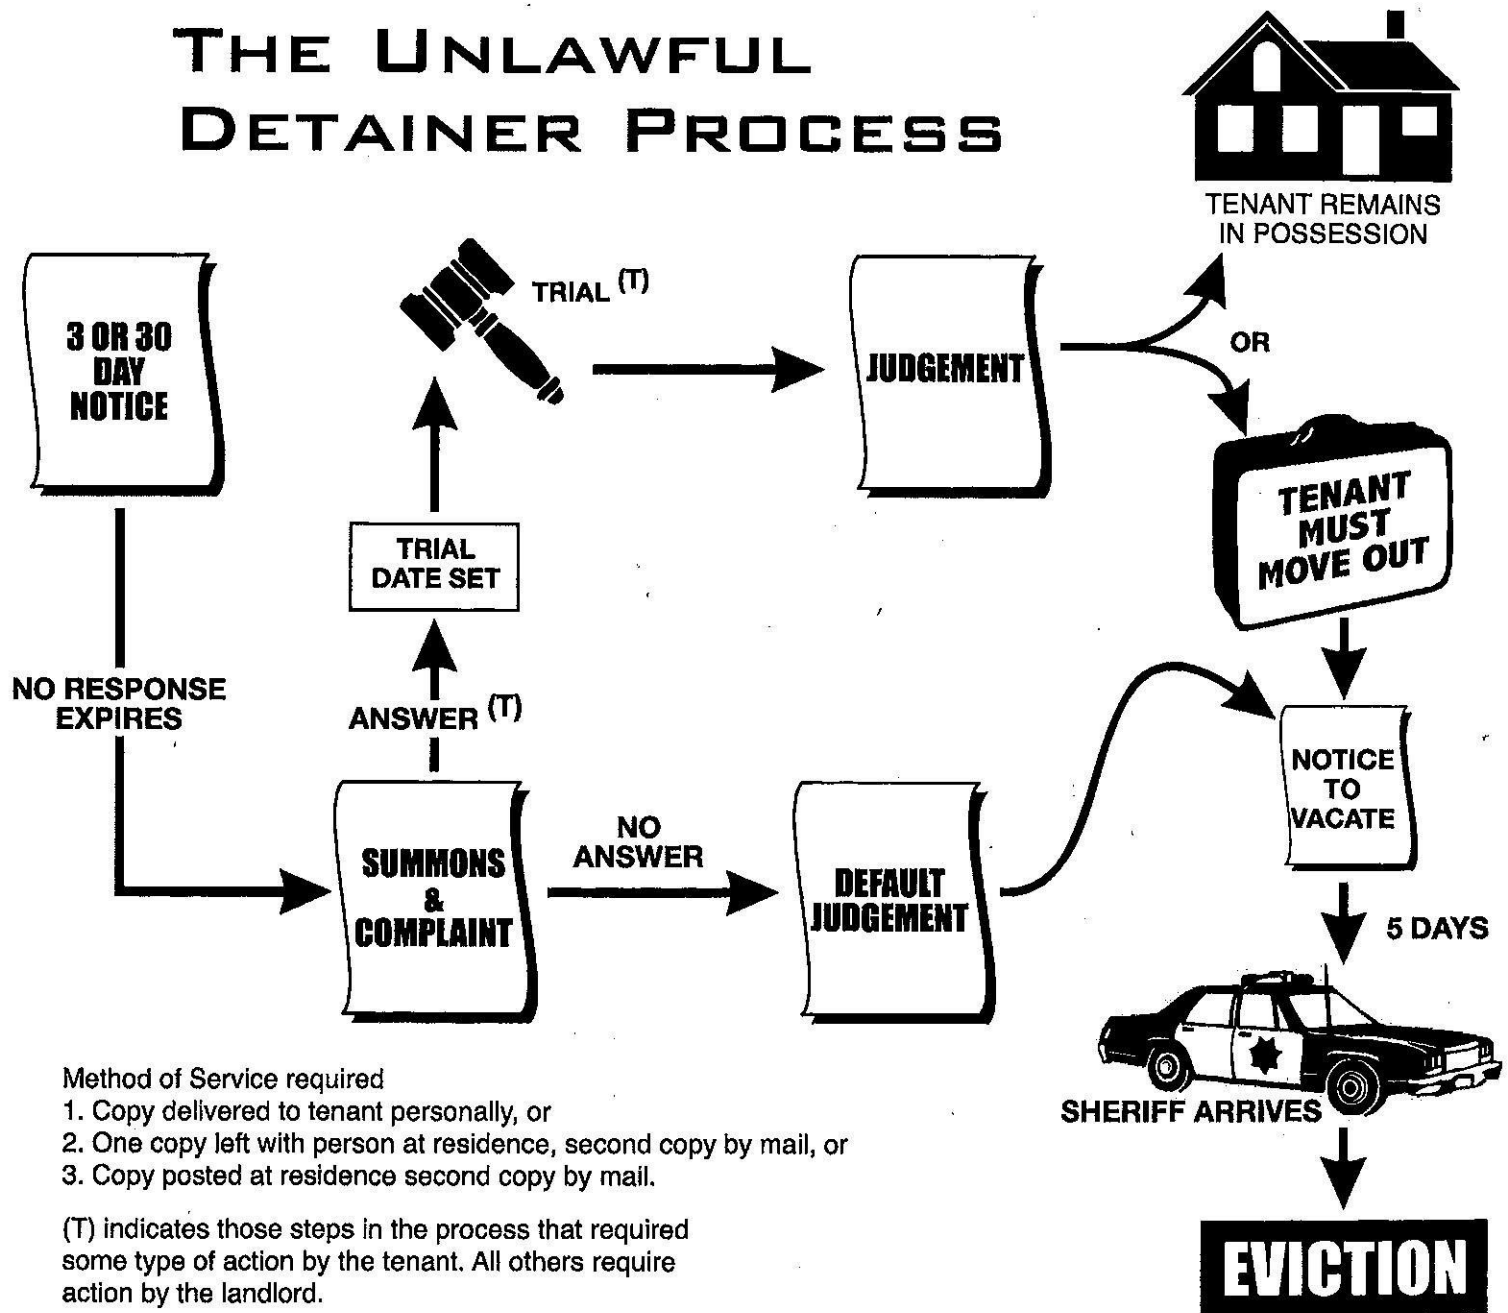 THE UNLAWFUL
DETAINER PROCESS
TENANT REMAINS
IN POSSESSION
3 OR 30
DAY
NOTICE
TRIAL (T)
JUDGEMENT
OR
TENANT
MUST
MOVE OUT
TRIAL
DATE SET
NO RESPONSE
EXPIRES
ANSWER (T)
NOTICE
TO
VACATE
SUMMONS
&
COMPLAINT
NO
ANSWER
DEFAULT
JUDGEMENT
5 DAYS
SHERIFF ARRIVES
Method of Service required
1. Copy delivered to tenant personally, or
2. One copy left with person at residence, second copy by mail, or
3. Copy posted at residence second copy by mail.
(T) indicates those steps in the process that required
some type of action by the tenant. All others require
action by the landlord.
EVICTION